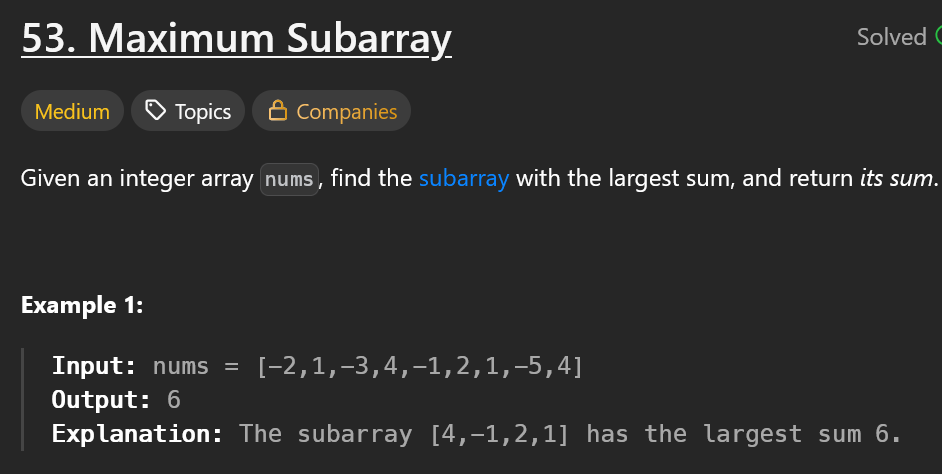 53. Maximum Subarray
Solved
Medium Topics Companies
Given an integer array nums, find the subarray with the largest sum, and return its sum.
Example 1:
Input: nums = [-2,1,-3,4,-1,2,1,-5,4]
Output: 6
Explanation: The subarray [4,-1,2,1] has the largest sum 6.